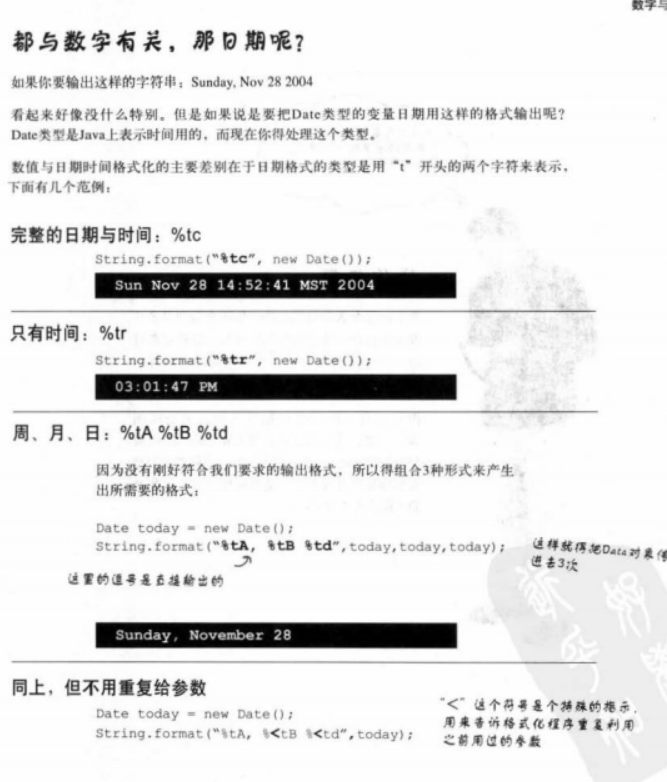 数字与
都与数字有关，那日期呢？
如果你要输出这样的字符串：Sunday, Nov 28 2004
看起来好像没什么特别。但是如果说是要把Date类型的变量日期用这样的格式输出呢？
Date类型是Java上表示时间用的，而现在你得处理这个类型。
数值与日期时间格式化的主要差别在于日期格式的类型是用“t”开头的两个字符来表示，
下面有几个范例：
完整的日期与时间：%tc
String.format("%tc", new Date());
Sun Nov 28 14:52:41 MST 2004
只有时间：%tr
String.format("%tr", new Date());
03:01:47 PM
周、月、日：%tA %tB %td
因为没有刚好符合我们要求的输出格式，所以得组合3种形式来产生
出所需要的格式：
Date today = new Date();
String.format("%tA, %tB %td",today,today,today);
这样就得把Data对象传
进去3次
这里的逗号是直接输出的
Sunday, November 28
同上，但不用重复给参数
Date today = new Date();
String.format("%tA, %<tB %<td",today);
“<”这个符号是个特殊的指示，
用来告诉格式化程序重复利用
之前用过的参数